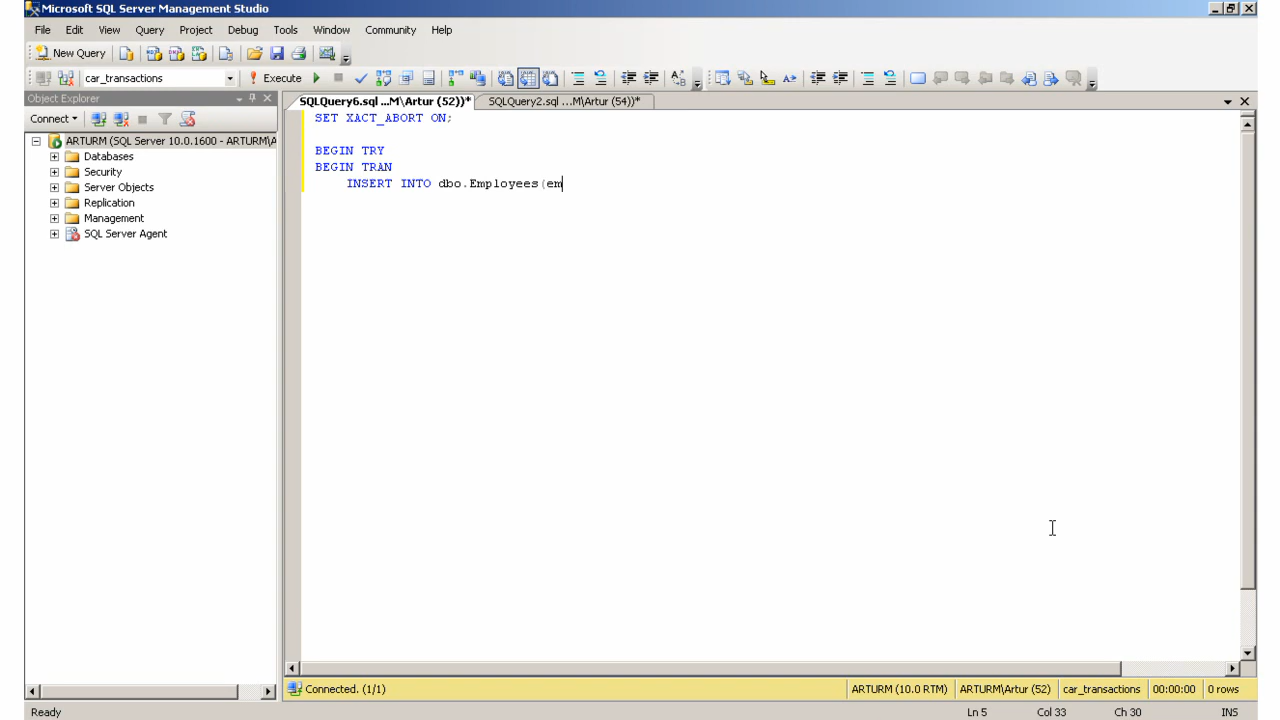 Microsoft SQL Server Management Studio
File Edit View Query Project Debug Tools Window Community Help
New Query
car_transactions Execute
Object Explorer
SQLQuery6.sql ...M\Artur (52))* SQLQuery2.sql ...M\Artur (54))*
Connect
ARTURM (SQL Server 10.0.1600 - ARTURM\A
Databases
Security
Server Objects
Replication
Management
SQL Server Agent
SET XACT_ABORT ON;
BEGIN TRY
BEGIN TRAN
INSERT INTO dbo.Employees(em
Connected. (1/1) ARTURM (10.0 RTM) ARTURM\Artur (52) car_transactions 00:00:00 0 rows
Ready Ln 5 Col 33 Ch 30 INS